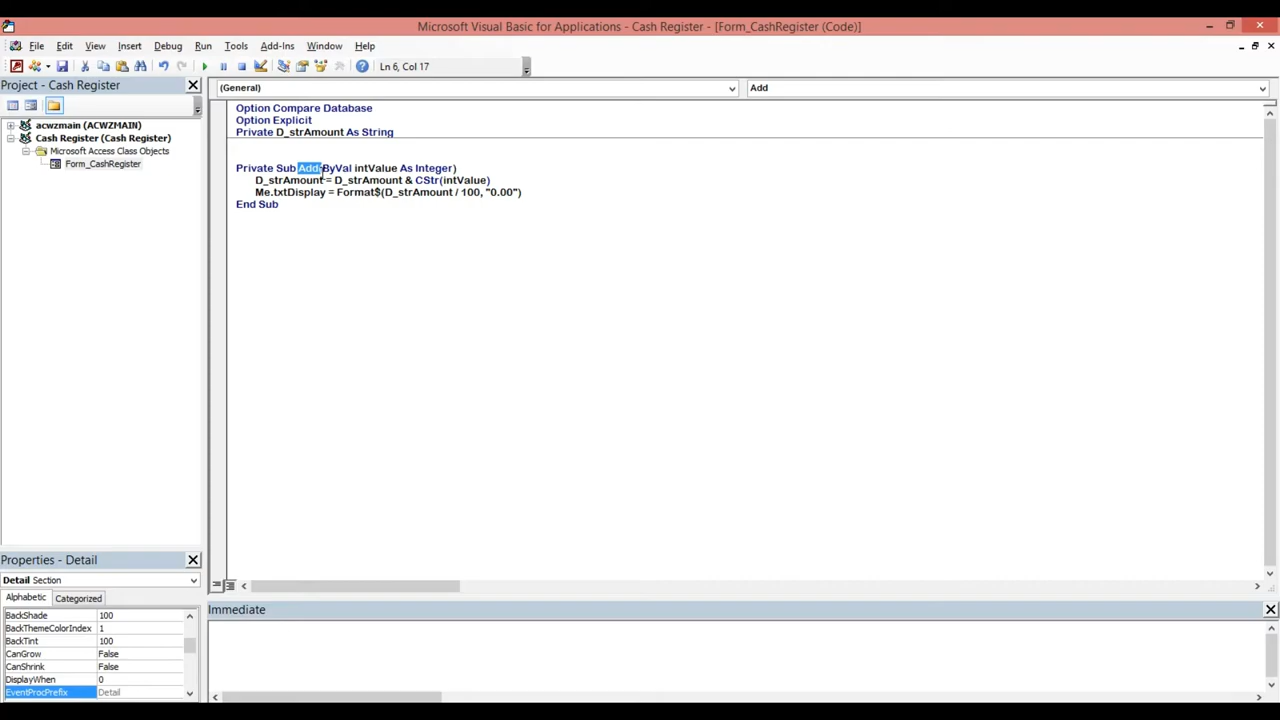 Microsoft Visual Basic for Applications - Cash Register - [Form_CashRegister (Code)]
File Edit View Insert Debug Run Tools Add-Ins Window Help
Ln 6, Col 17
Project - Cash Register
(General)
Add
acwzmain (ACWZMAIN)
Cash Register (Cash Register)
Microsoft Access Class Objects
Form_CashRegister
Option Compare Database
Option Explicit
Private D_strAmount As String
Private Sub Add(ByVal intValue As Integer)
D_strAmount = D_strAmount & CStr(intValue)
Me.txtDisplay = Format$(D_strAmount / 100, "0.00")
End Sub
Properties - Detail
Detail Section
Alphabetic Categorized
BackShade 100
BackThemeColorIndex 1
BackTint 100
CanGrow False
CanShrink False
DisplayWhen 0
EventProcPrefix Detail
Immediate